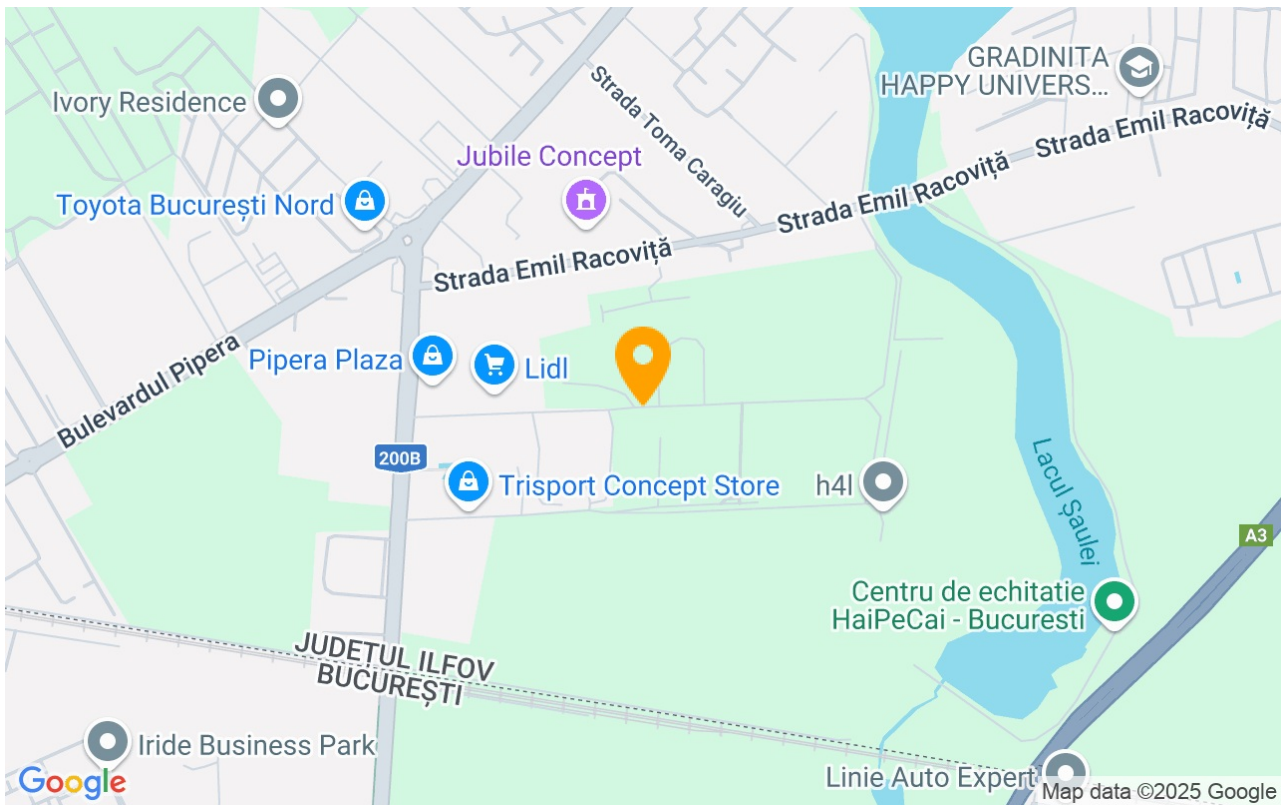 GRADINITA
HAPPY UNIVERS...
Ivory Residence
Strada Toma Caragiu
Strada Emil Racoviță
Jubile Concept
Toyota București Nord
Strada Emil Racoviță
Strada Emil Racoviță
Bulevardul Pipera
Pipera Plaza
Lidl
200B
Trisport Concept Store
h4l
Lacul Șaulei
A3
Centru de echitatie
HaiPeCai - Bucuresti
JUDEȚUL ILFOV
BUCUREȘTI
Iride Business Park
Linie Auto Expert
Google
Map data ©2025 Google